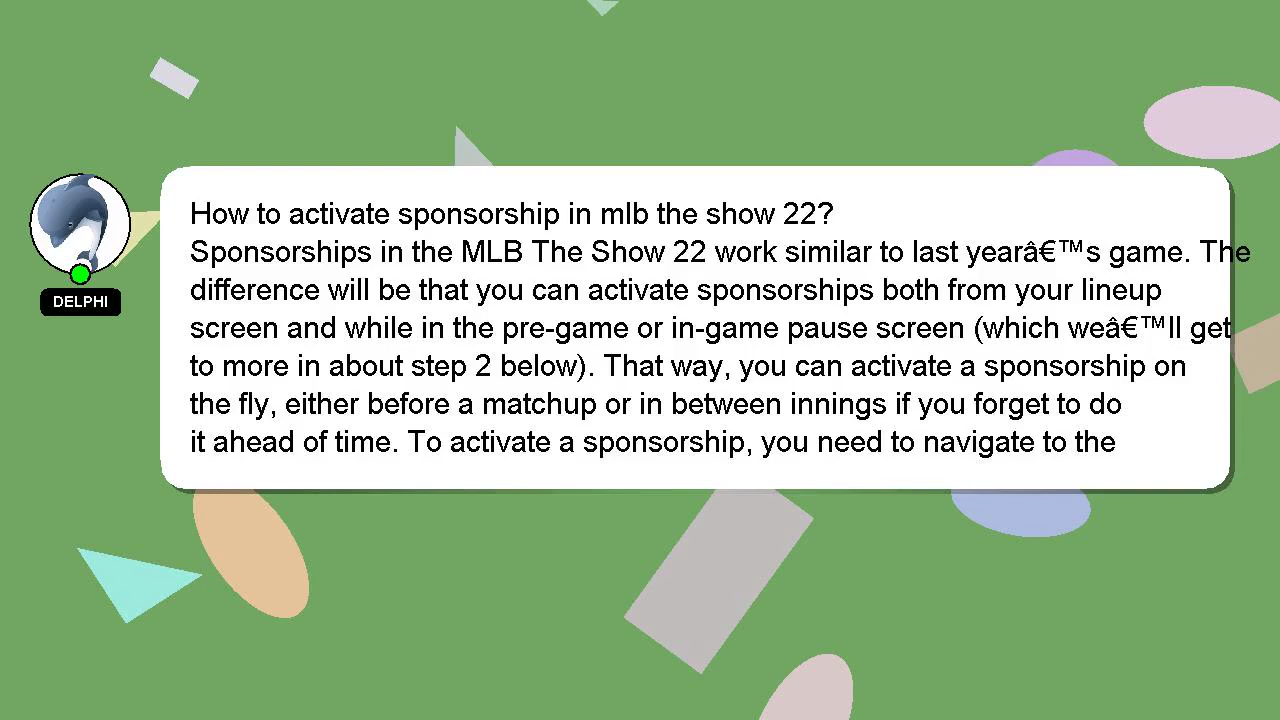 How to activate sponsorship in mlb the show 22?
Sponsorships in the MLB The Show 22 work similar to last yearâ€™s game. The
difference will be that you can activate sponsorships both from your lineup
screen and while in the pre-game or in-game pause screen (which weâ€™ll get
to more in about step 2 below). That way, you can activate a sponsorship on
the fly, either before a matchup or in between innings if you forget to do
it ahead of time. To activate a sponsorship, you need to navigate to the
DELPHI